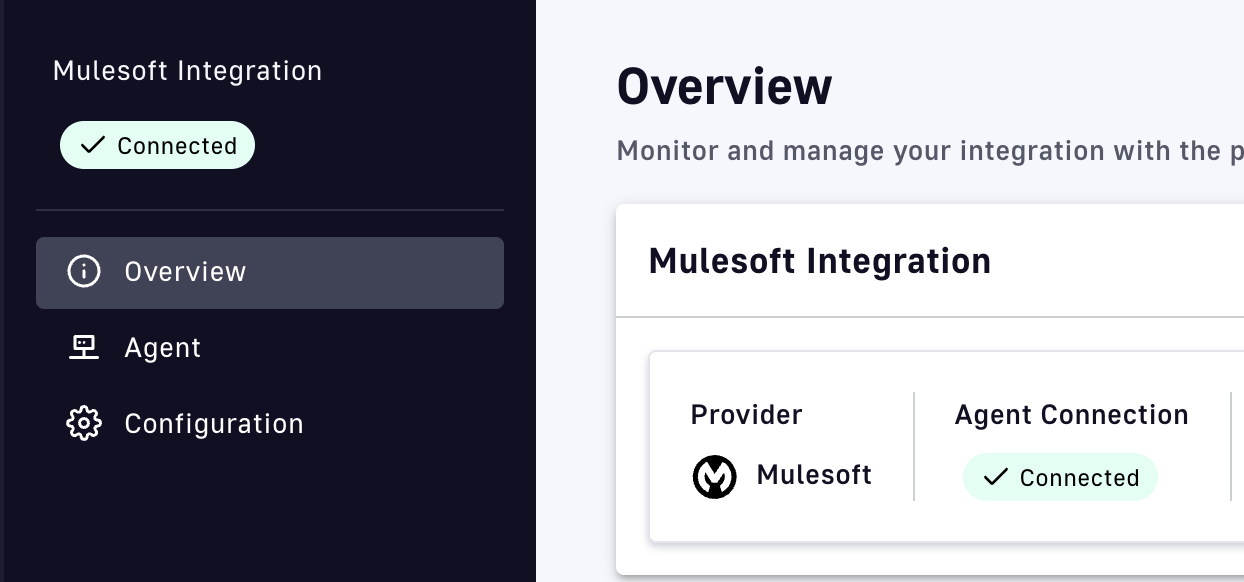 Mulesoft Integration
Connected
Overview
Agent
Configuration
Overview
Monitor and manage your integration with the
Mulesoft Integration
Provider
Mulesoft
Agent Connection
Connected